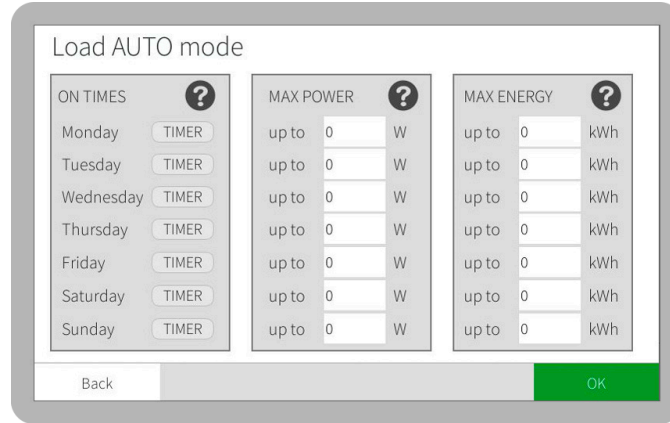 Load AUTO mode
ON TIMES ?
Monday TIMER
Tuesday TIMER
Wednesday TIMER
Thursday TIMER
Friday TIMER
Saturday TIMER
Sunday TIMER
MAX POWER ?
up to 0 W
up to 0 W
up to 0 W
up to 0 W
up to 0 W
up to 0 W
up to 0 W
MAX ENERGY ?
up to 0 kWh
up to 0 kWh
up to 0 kWh
up to 0 kWh
up to 0 kWh
up to 0 kWh
up to 0 kWh
Back OK